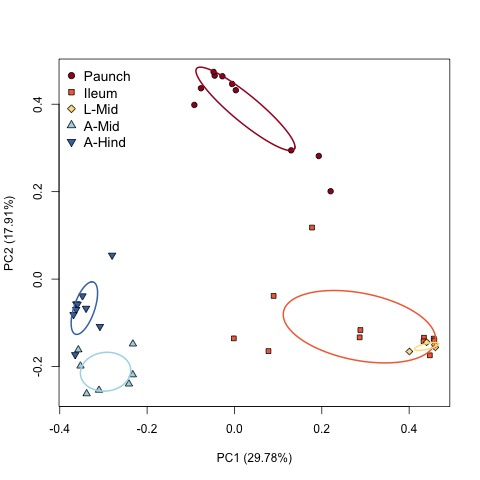 Paunch
Ileum
L-Mid
A-Mid
A-Hind
0.4
0.2
0.0
-0.2
PC2 (17.91%)
-0.4
-0.2
0.0
0.2
0.4
PC1 (29.78%)